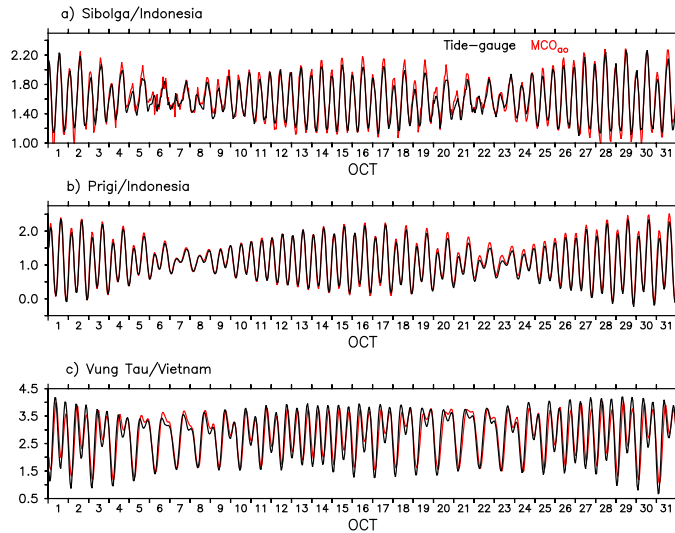 a) Sibolga/Indonesia
Tide-gauge MCO_ao
2.20
1.80
1.40
1.00
1 2 3 4 5 6 7 8 9 10 11 12 13 14 15 16 17 18 19 20 21 22 23 24 25 26 27 28 29 30 31
OCT
b) Prigi/Indonesia
2.0
1.0
0.0
1 2 3 4 5 6 7 8 9 10 11 12 13 14 15 16 17 18 19 20 21 22 23 24 25 26 27 28 29 30 31
OCT
c) Vung Tau/Vietnam
4.5
3.5
2.5
1.5
0.5
1 2 3 4 5 6 7 8 9 10 11 12 13 14 15 16 17 18 19 20 21 22 23 24 25 26 27 28 29 30 31
OCT